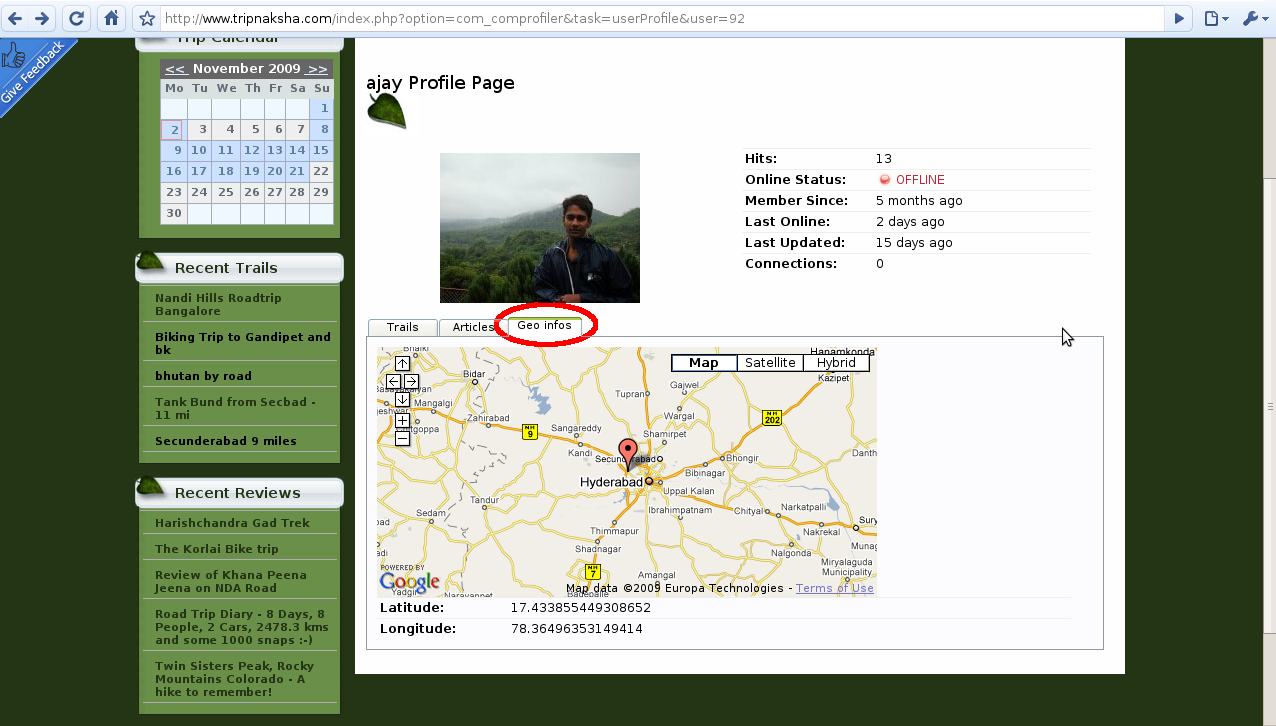 http://www.tripnaksha.com/index.php?option=com_comprofiler&task=userProfile&user=92
Give Feedback
Trip Calendar
<< November 2009 >>
Mo Tu We Th Fr Sa Su
1
2 3 4 5 6 7 8
9 10 11 12 13 14 15
16 17 18 19 20 21 22
23 24 25 26 27 28 29
30
Recent Trails
Nandi Hills Roadtrip
Bangalore
Biking Trip to Gandipet and
bk
bhutan by road
Tank Bund from Secbad -
11 mi
Secunderabad 9 miles
Recent Reviews
Harishchandra Gad Trek
The Korlai Bike trip
Review of Khana Peena
Jeena on NDA Road
Road Trip Diary - 8 Days, 8
People, 2 Cars, 2478.3 kms
and some 1000 snaps :-)
Twin Sisters Peak, Rocky
Mountains Colorado - A
hike to remember!
ajay Profile Page
Hits: 13
Online Status: OFFLINE
Member Since: 5 months ago
Last Online: 2 days ago
Last Updated: 15 days ago
Connections: 0
Trails Articles Geo infos
Map Satellite Hybrid
Hanamkonda
Kazipet
Bidar
Gajwel
Tupran
Mangalgi
Wargal
NH 202
Zahirabad
Sangareddy
NH 9
Shamirpet
Kandi
Secunderabad
Bhongir
Danth
Bibinagar
Hyderabad
Uppal Kalan
Tandur
Ibrahimpatnam
Chityal
Narkatpalli
Sedam
Sury
Thimmapur
Nakrekal
Shadnagar
Nalgonda
Miryalaguda
Municipality
NH 7
Amangal
POWERED BY
Google
Yadgir
Narayanpet
Map data ©2009 Europa Technologies - Terms of Use
Latitude: 17.433855449308652
Longitude: 78.36496353149414